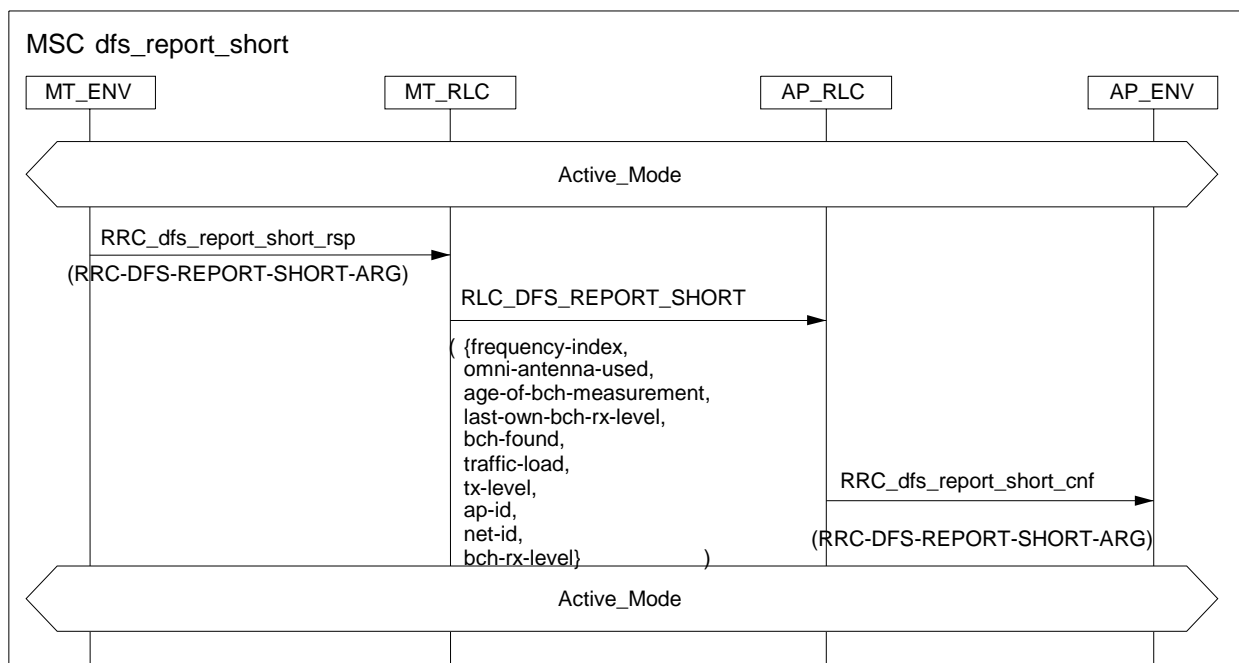 MSC dfs_report_short
MT_ENV MT_RLC AP_RLC AP_ENV
Active_Mode
RRC_dfs_report_short_rsp
(RRC-DFS-REPORT-SHORT-ARG)
RLC_DFS_REPORT_SHORT
( {frequency-index,
omni-antenna-used,
age-of-bch-measurement,
last-own-bch-rx-level,
bch-found,
traffic-load,
tx-level,
ap-id,
net-id,
bch-rx-level} )
RRC_dfs_report_short_cnf
(RRC-DFS-REPORT-SHORT-ARG)
Active_Mode